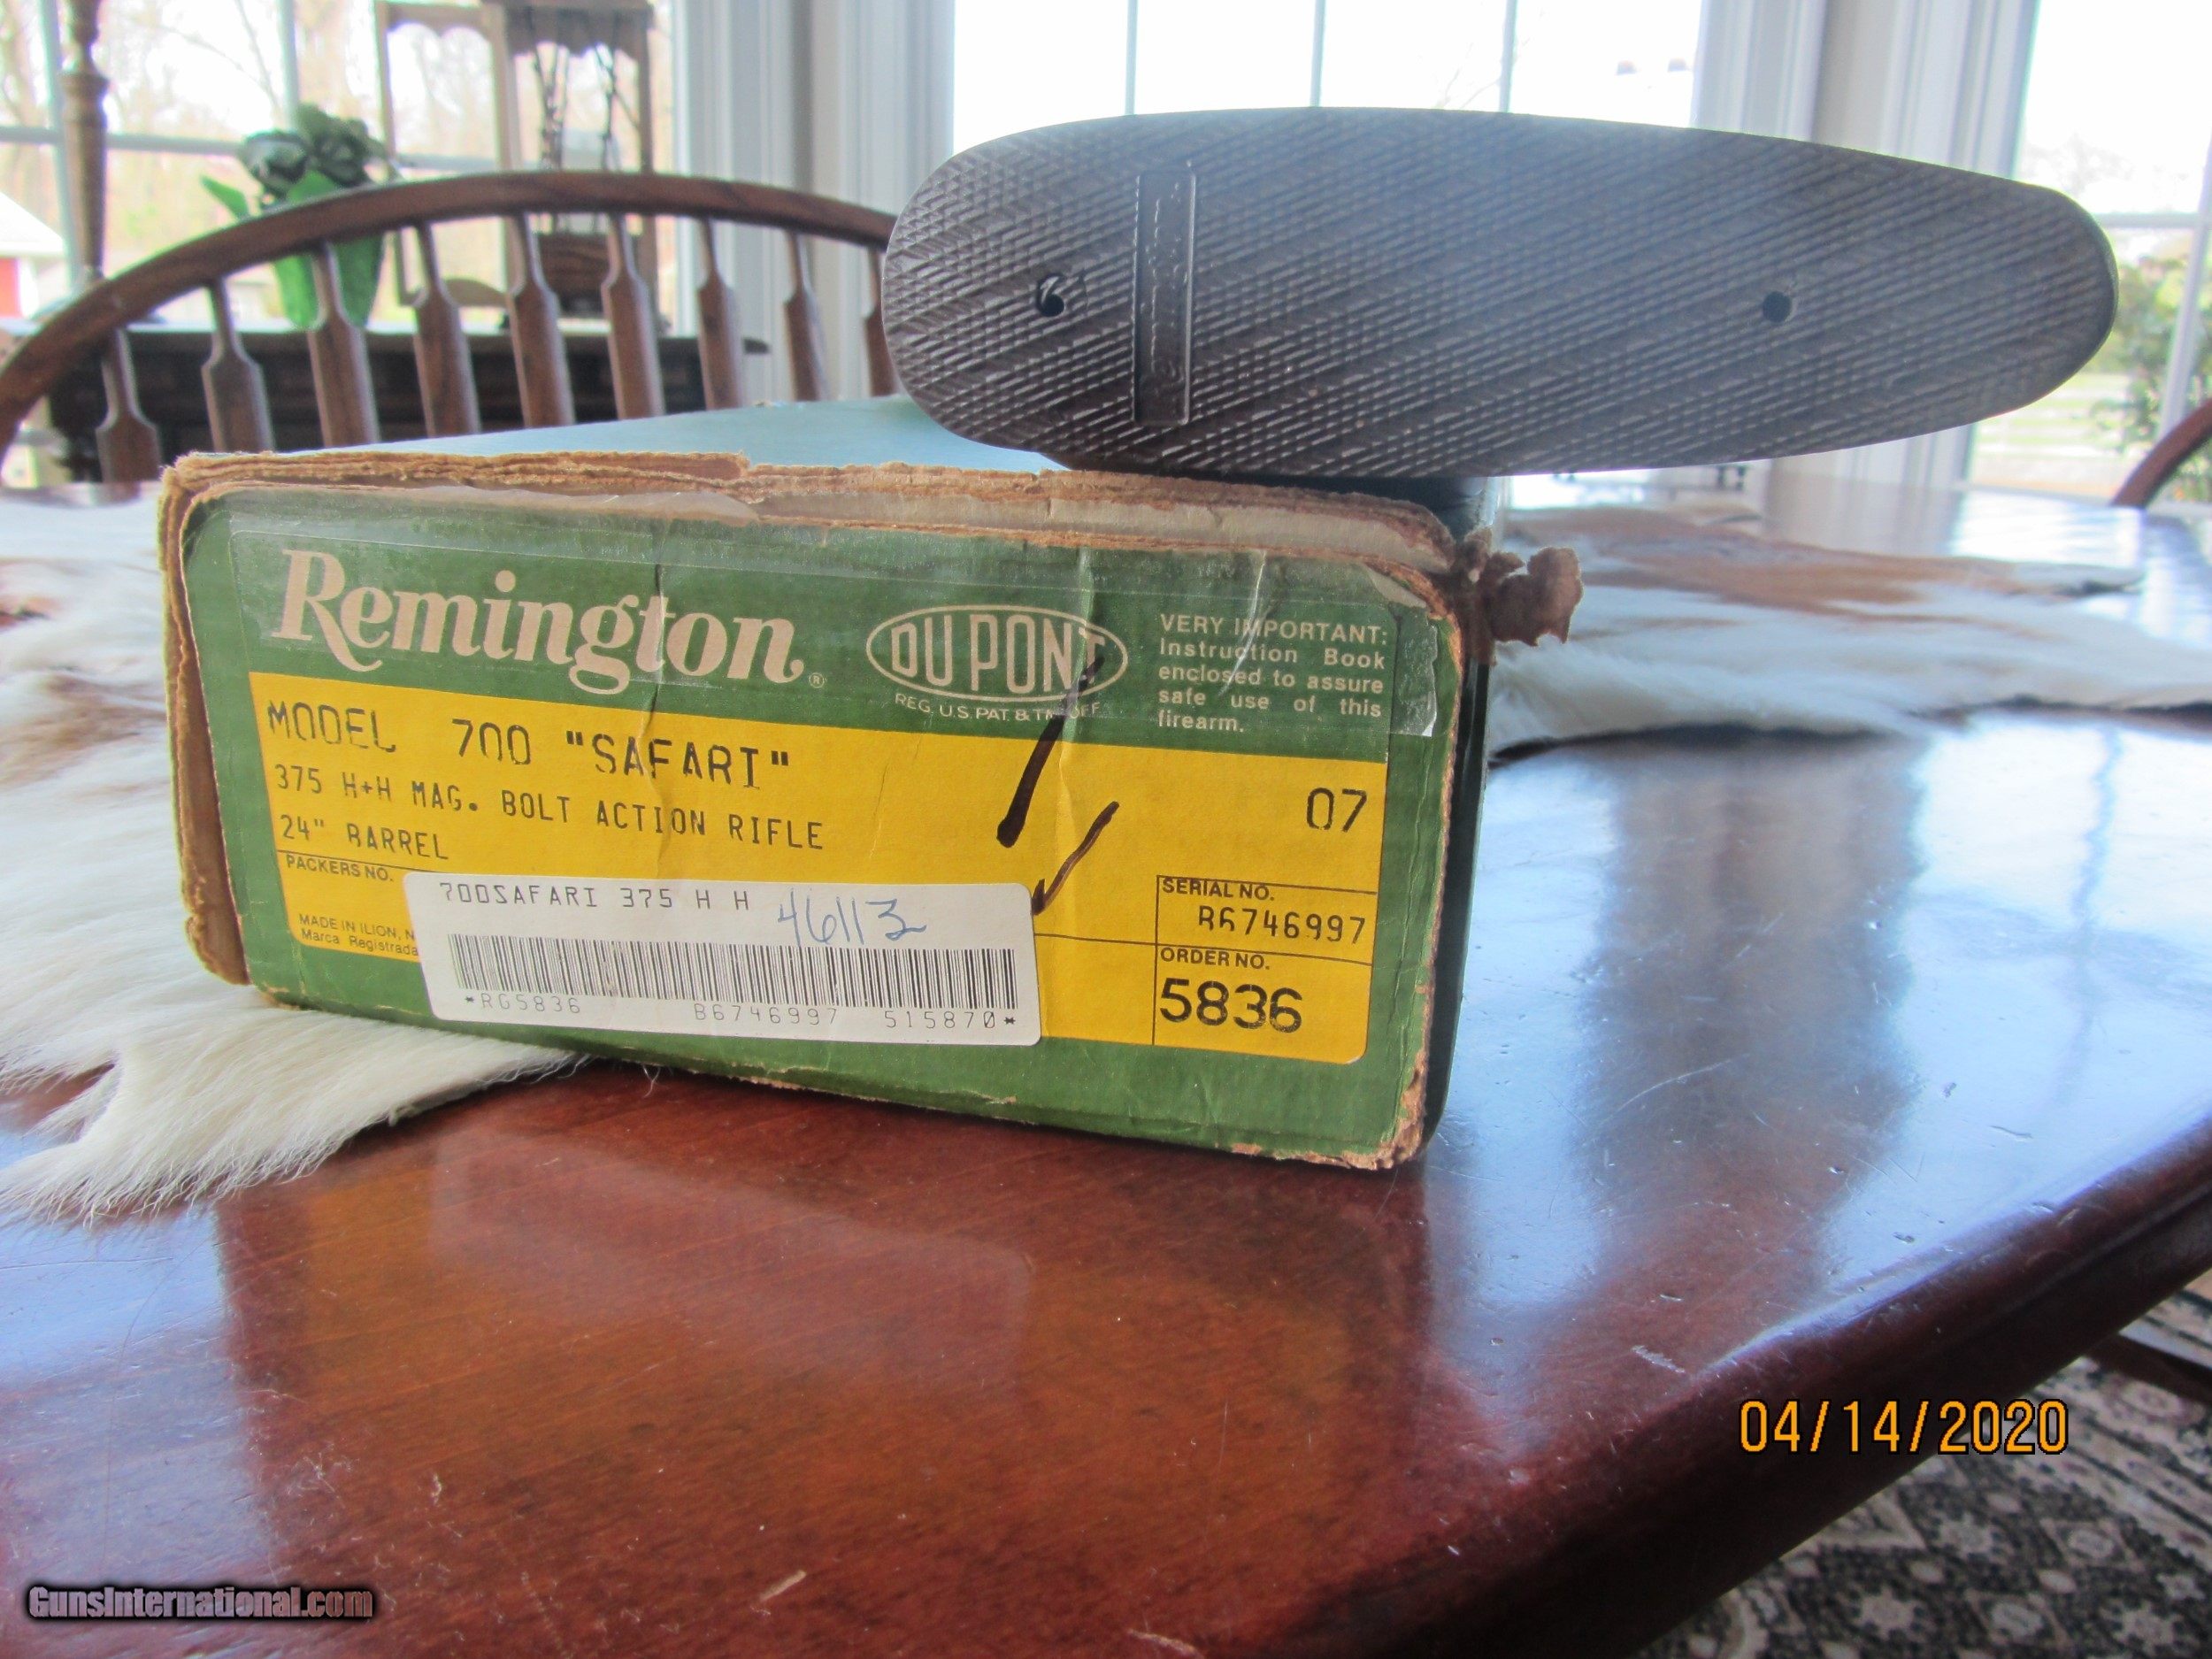 Remington®
DU PONT
REG. U.S. PAT. & TM OFF.
VERY IMPORTANT:
Instruction Book
enclosed to assure
safe use of this
firearm.
MODEL 700 "SAFARI"
375 H+H MAG. BOLT ACTION RIFLE
24" BARREL
07
PACKERS NO.
MADE IN ILION, N
Marca Registrada
SERIAL NO.
B6746997
ORDER NO.
5836
700SAFARI 375 H H
46113
*RG5836 B6746997 515870*
04/14/2020
GunsInternational.com